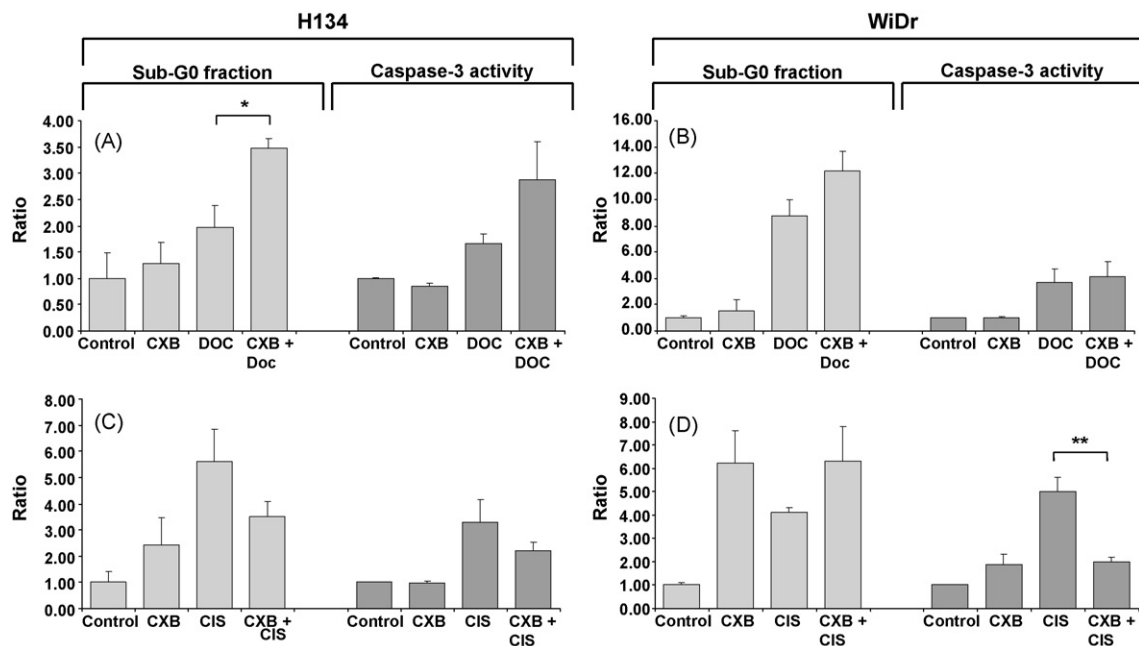 H134
WiDr
Sub-G0 fraction
Caspase-3 activity
Sub-G0 fraction
Caspase-3 activity
(A)
Ratio
4.00
3.50
3.00
2.50
2.00
1.50
1.00
0.50
0.00
*
Control CXB DOC CXB +
Doc
Control CXB DOC CXB +
DOC
(B)
Ratio
16.00
14.00
12.00
10.00
8.00
6.00
4.00
2.00
0.00
Control CXB DOC CXB +
Doc
Control CXB DOC CXB +
DOC
(C)
Ratio
8.00
7.00
6.00
5.00
4.00
3.00
2.00
1.00
0.00
Control CXB CIS CXB +
CIS
Control CXB CIS CXB +
CIS
(D)
Ratio
9.00
8.00
7.00
6.00
5.00
4.00
3.00
2.00
1.00
0.00
**
Control CXB CIS CXB +
CIS
Control CXB CIS CXB +
CIS